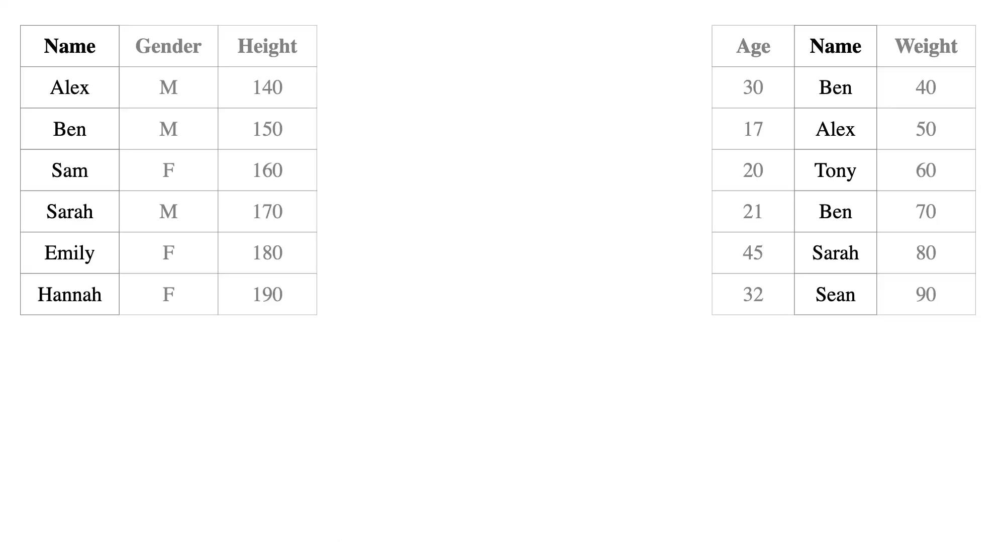 Name Gender Height
Alex M 140
Ben M 150
Sam F 160
Sarah M 170
Emily F 180
Hannah F 190
Age Name Weight
30 Ben 40
17 Alex 50
20 Tony 60
21 Ben 70
45 Sarah 80
32 Sean 90